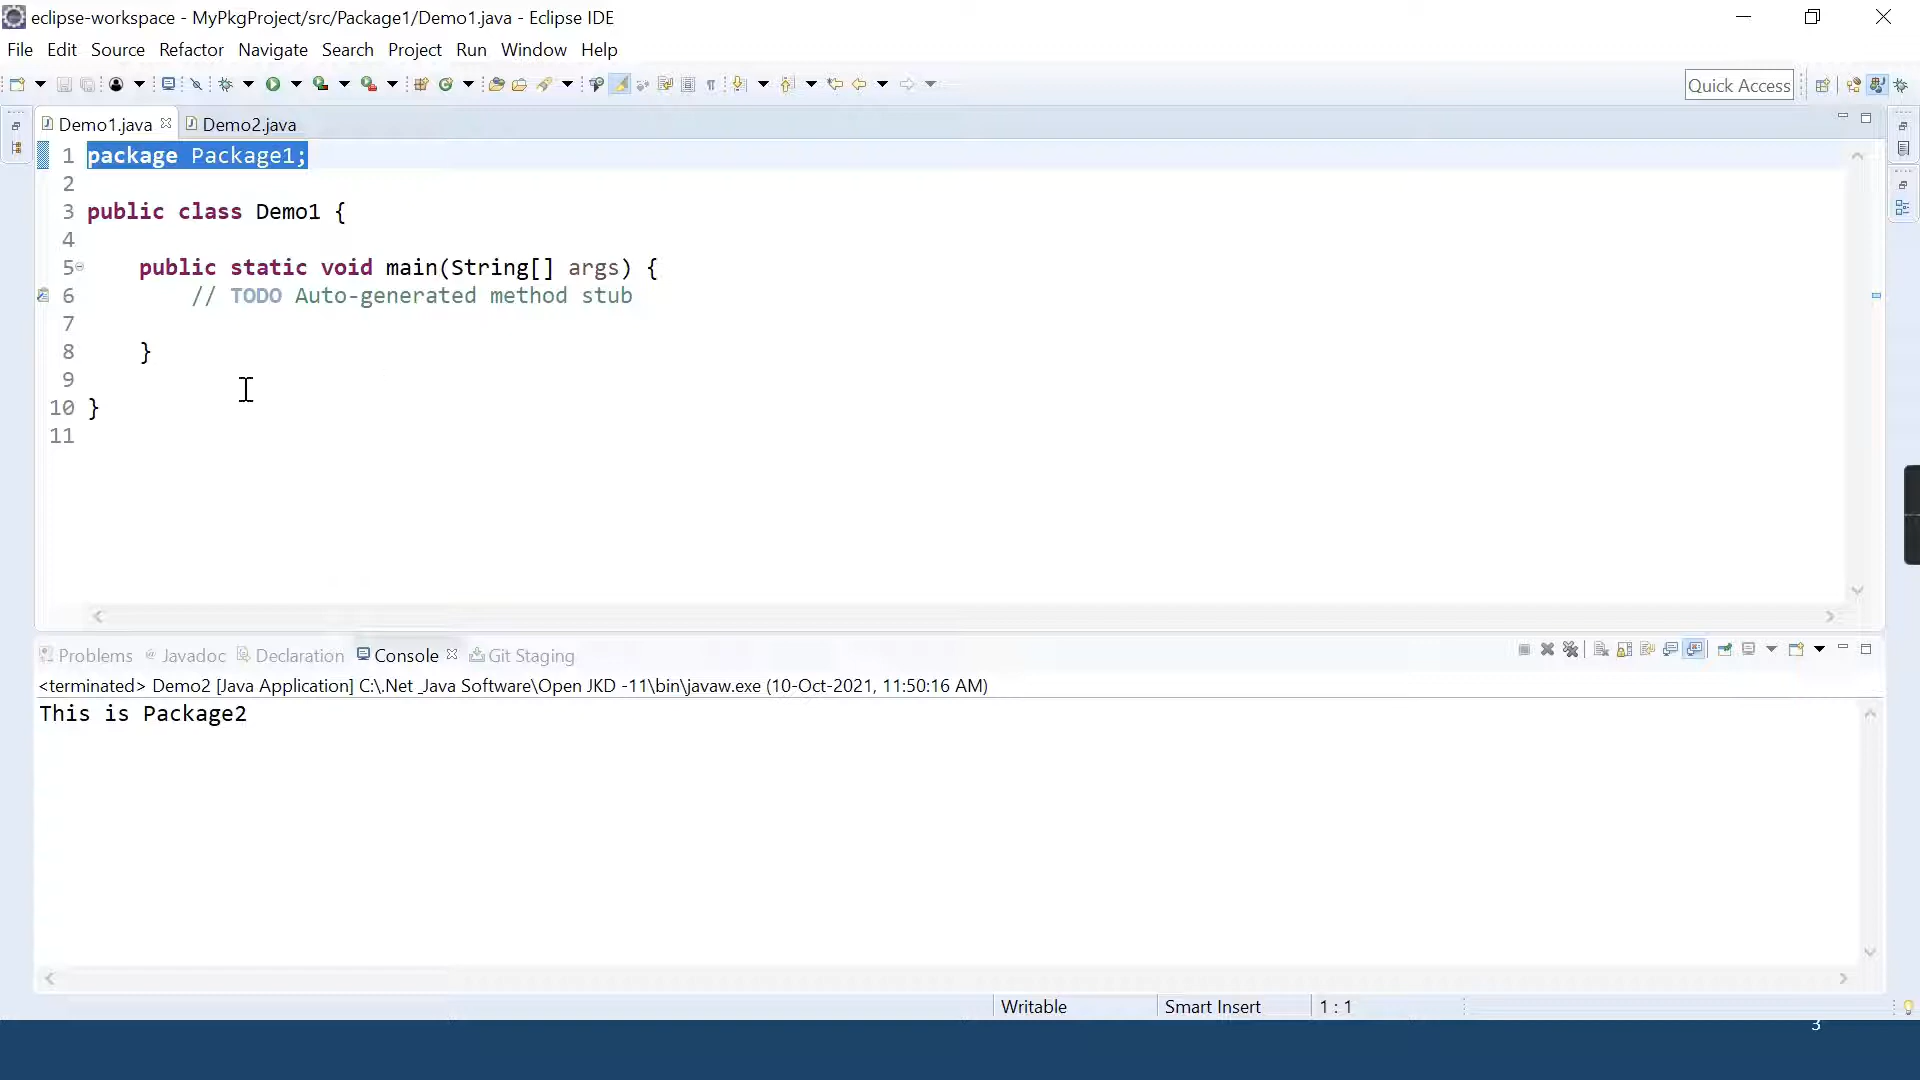 eclipse-workspace - MyPkgProject/src/Package1/Demo1.java - Eclipse IDE
File Edit Source Refactor Navigate Search Project Run Window Help
Quick Access
Demo1.java Demo2.java
1 package Package1;
2
3 public class Demo1 {
4
5 public static void main(String[] args) {
6 // TODO Auto-generated method stub
7
8 }
9
10 }
11
Problems @ Javadoc Declaration Console Git Staging
<terminated> Demo2 [Java Application] C:\.Net _Java Software\Open JKD -11\bin\javaw.exe (10-Oct-2021, 11:50:16 AM)
This is Package2
Writable Smart Insert 1 : 1
3